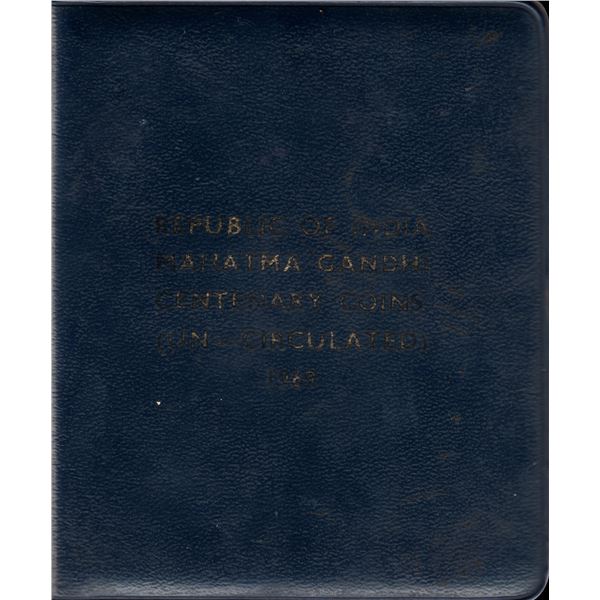 REPUBLIC OF INDIA
MAHATMA GANDHI
CENTENARY COINS
(UN-CIRCULATED)
1969